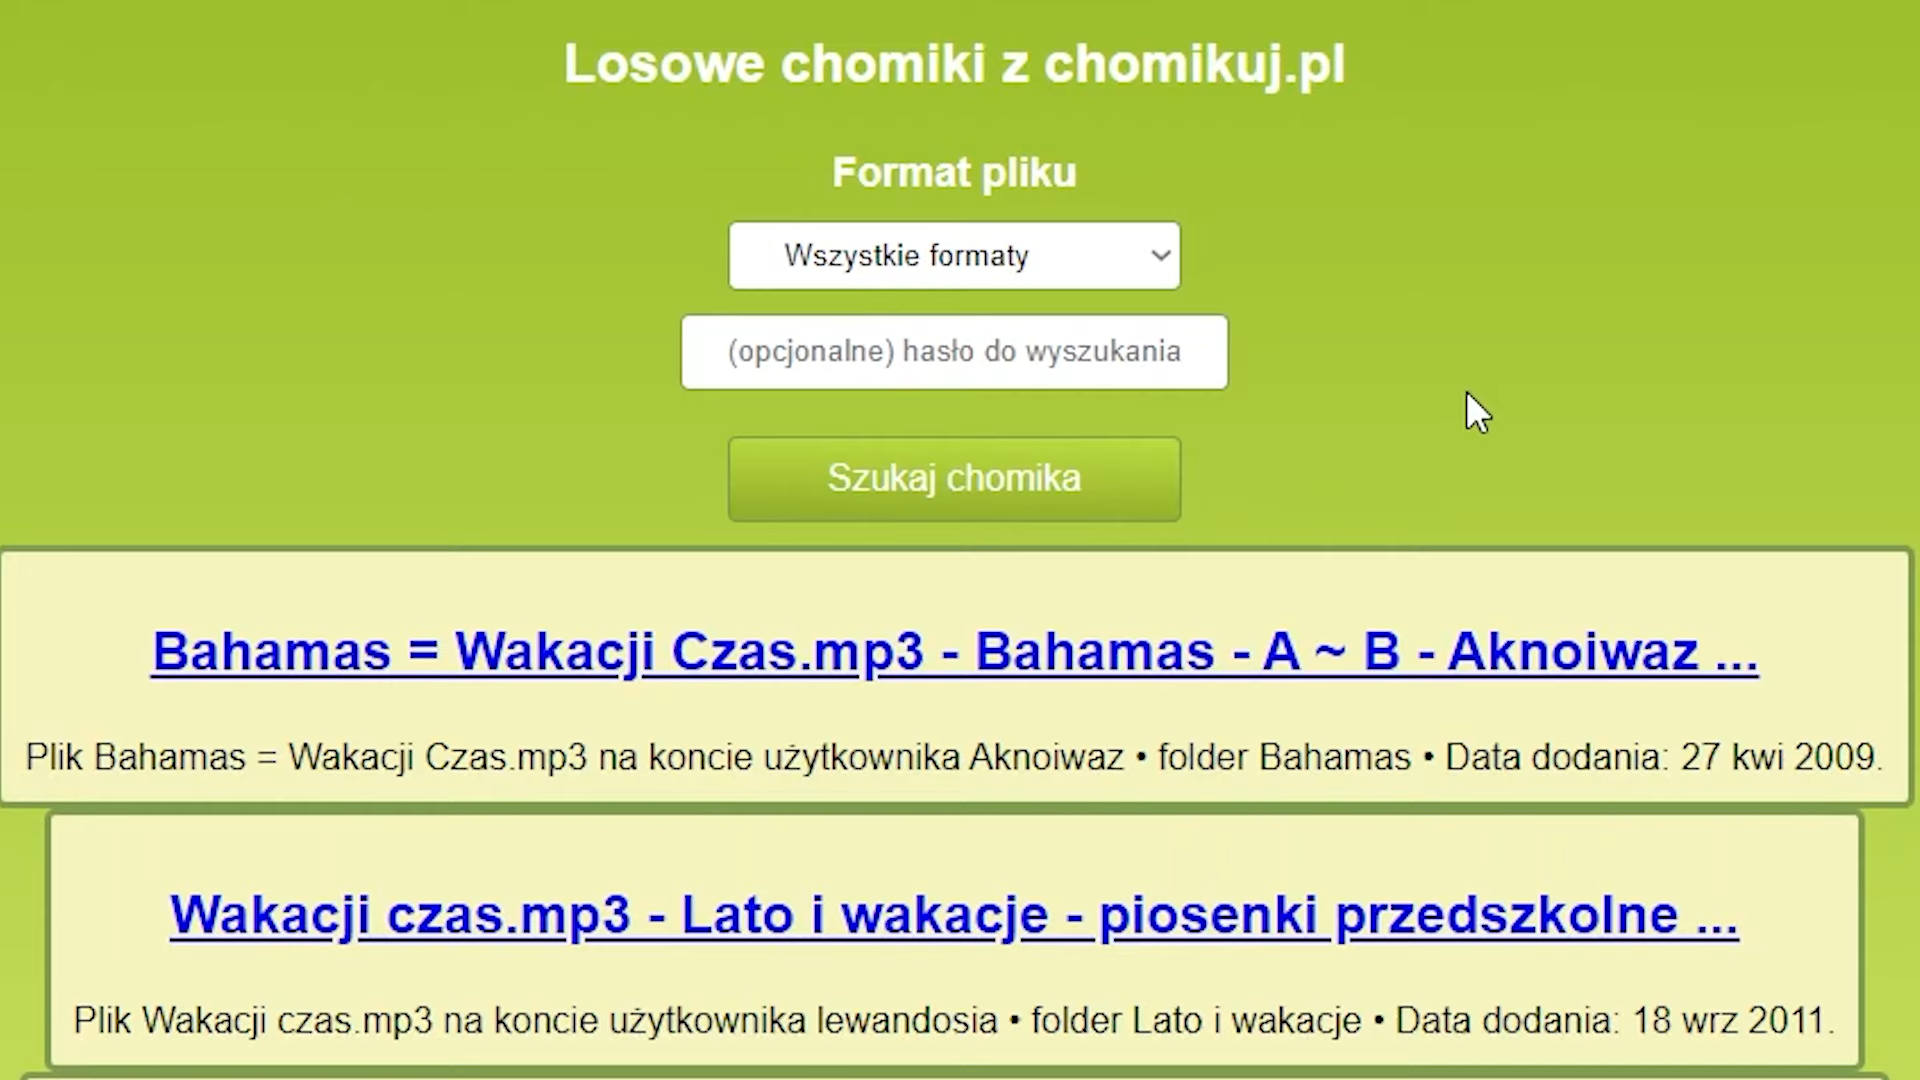 Losowe chomiki z chomikuj.pl
Format pliku
Wszystkie formaty
(opcjonalne) hasło do wyszukania
Szukaj chomika
Bahamas = Wakacji Czas.mp3 - Bahamas - A ~ B - Aknoiwaz ...
Plik Bahamas = Wakacji Czas.mp3 na koncie użytkownika Aknoiwaz • folder Bahamas • Data dodania: 27 kwi 2009.
Wakacji czas.mp3 - Lato i wakacje - piosenki przedszkolne ...
Plik Wakacji czas.mp3 na koncie użytkownika lewandosia • folder Lato i wakacje • Data dodania: 18 wrz 2011.